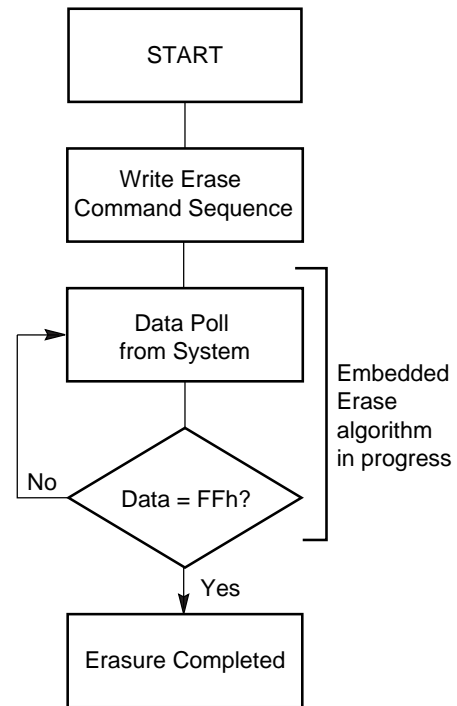 START
Write Erase
Command Sequence
Data Poll
from System
Embedded
Erase
algorithm
in progress
No
Data = FFh?
Yes
Erasure Completed